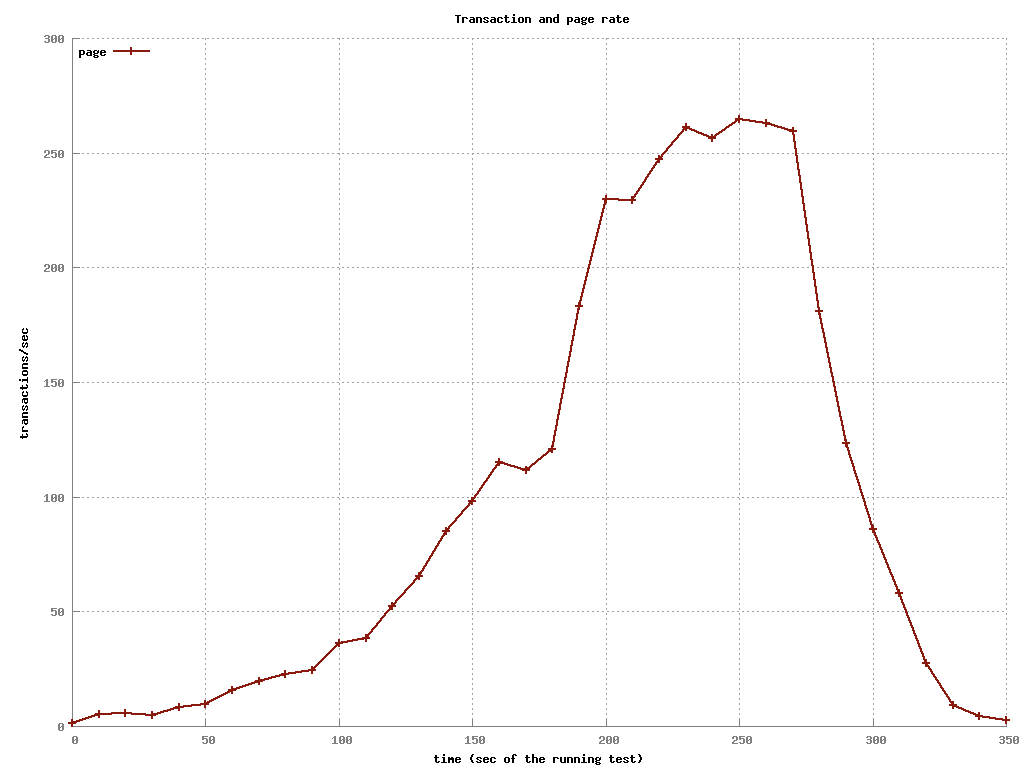 Transaction and page rate
page
300
250
200
150
100
50
0
transactions/sec
0 50 100 150 200 250 300 350
time (sec of the running test)